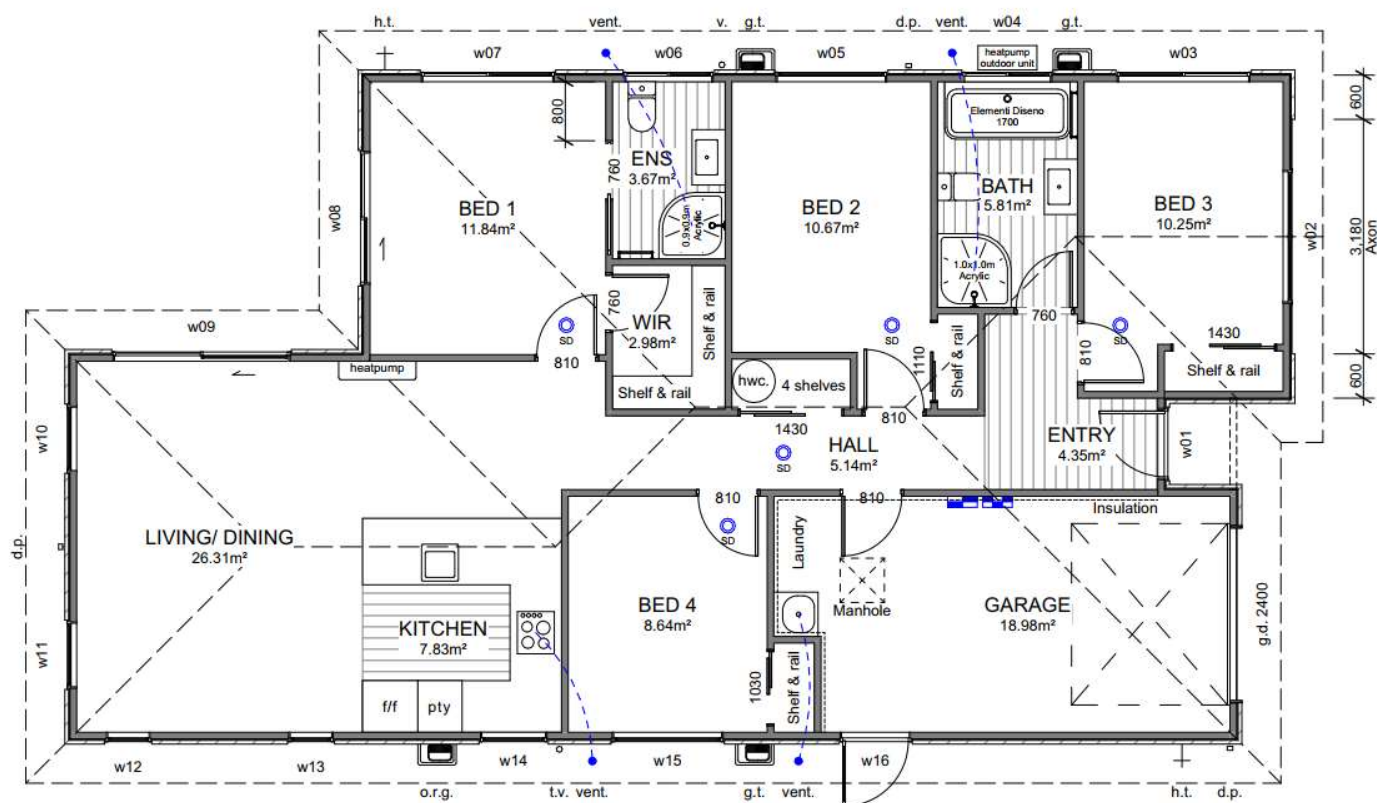 h.t.
vent.
v.
g.t.
d.p.
vent.
w04
g.t.
w07
w06
w05
heatpump
outdoor unit
w03
800
600
Elementi Diseno
1700
ENS
3.67m²
760
BATH
5.81m²
w08
BED 1
11.84m²
0.9x0.9m
Acrylic
BED 2
10.67m²
BED 3
10.25m²
w02
3,180
Axon
1.0x1.0m
Acrylic
w09
SD
810
760
WIR
2.98m²
Shelf & rail
Shelf & rail
SD
1110
Shelf & rail
760
SD
810
1430
Shelf & rail
600
heatpump
hwc.
4 shelves
810
w10
1430
SD
HALL
5.14m²
ENTRY
4.35m²
w01
810
810
SD
Insulation
d.p.
LIVING/ DINING
26.31m²
Laundry
Manhole
GARAGE
18.98m²
g.d. 2400
BED 4
8.64m²
KITCHEN
7.83m²
w11
1030
Shelf & rail
f/f
pty
w12
w13
w14
w15
w16
o.r.g.
t.v.
vent.
g.t.
vent.
h.t.
d.p.